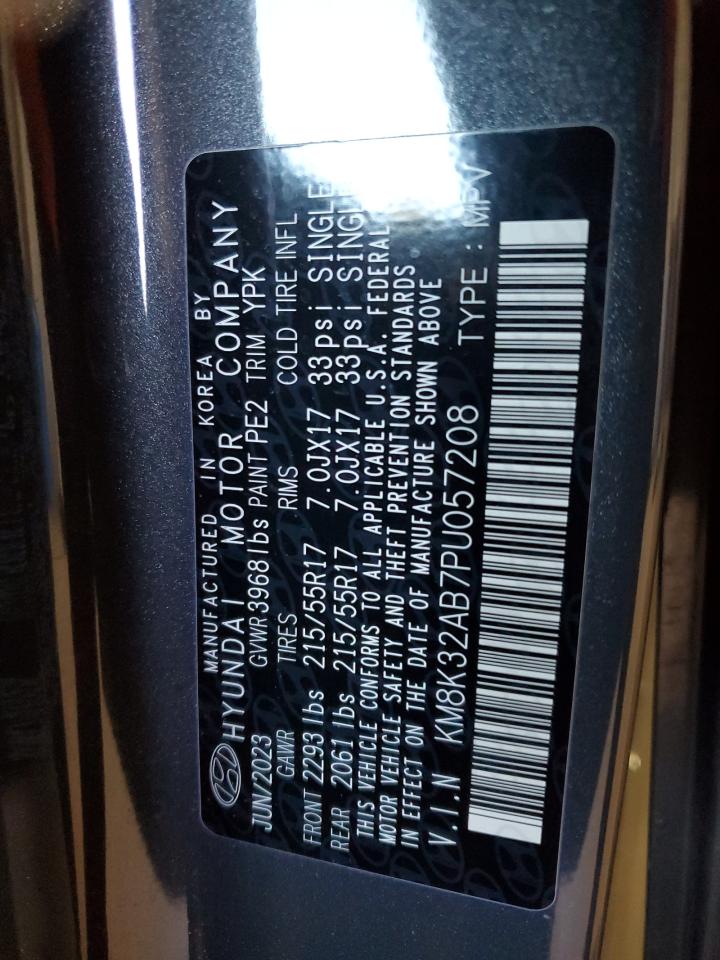 MANUFACTURED IN KOREA BY
HYUNDAI MOTOR COMPANY
JUN/2023 GVWR 3968lbs PAINT PE2 TRIM YPK
GAWR TIRES RIMS COLD TIRE INFL
FRONT 2293lbs 215/55R17 7.0JX17 33psi SINGLE
REAR 2061lbs 215/55R17 7.0JX17 33psi SINGLE
THIS VEHICLE CONFORMS TO ALL APPLICABLE U.S.A. FEDERAL
MOTOR VEHICLE SAFETY AND THEFT PREVENTION STANDARDS
IN EFFECT ON THE DATE OF MANUFACTURE SHOWN ABOVE
V.I.N KM8K32AB7PU057208 TYPE : MPV